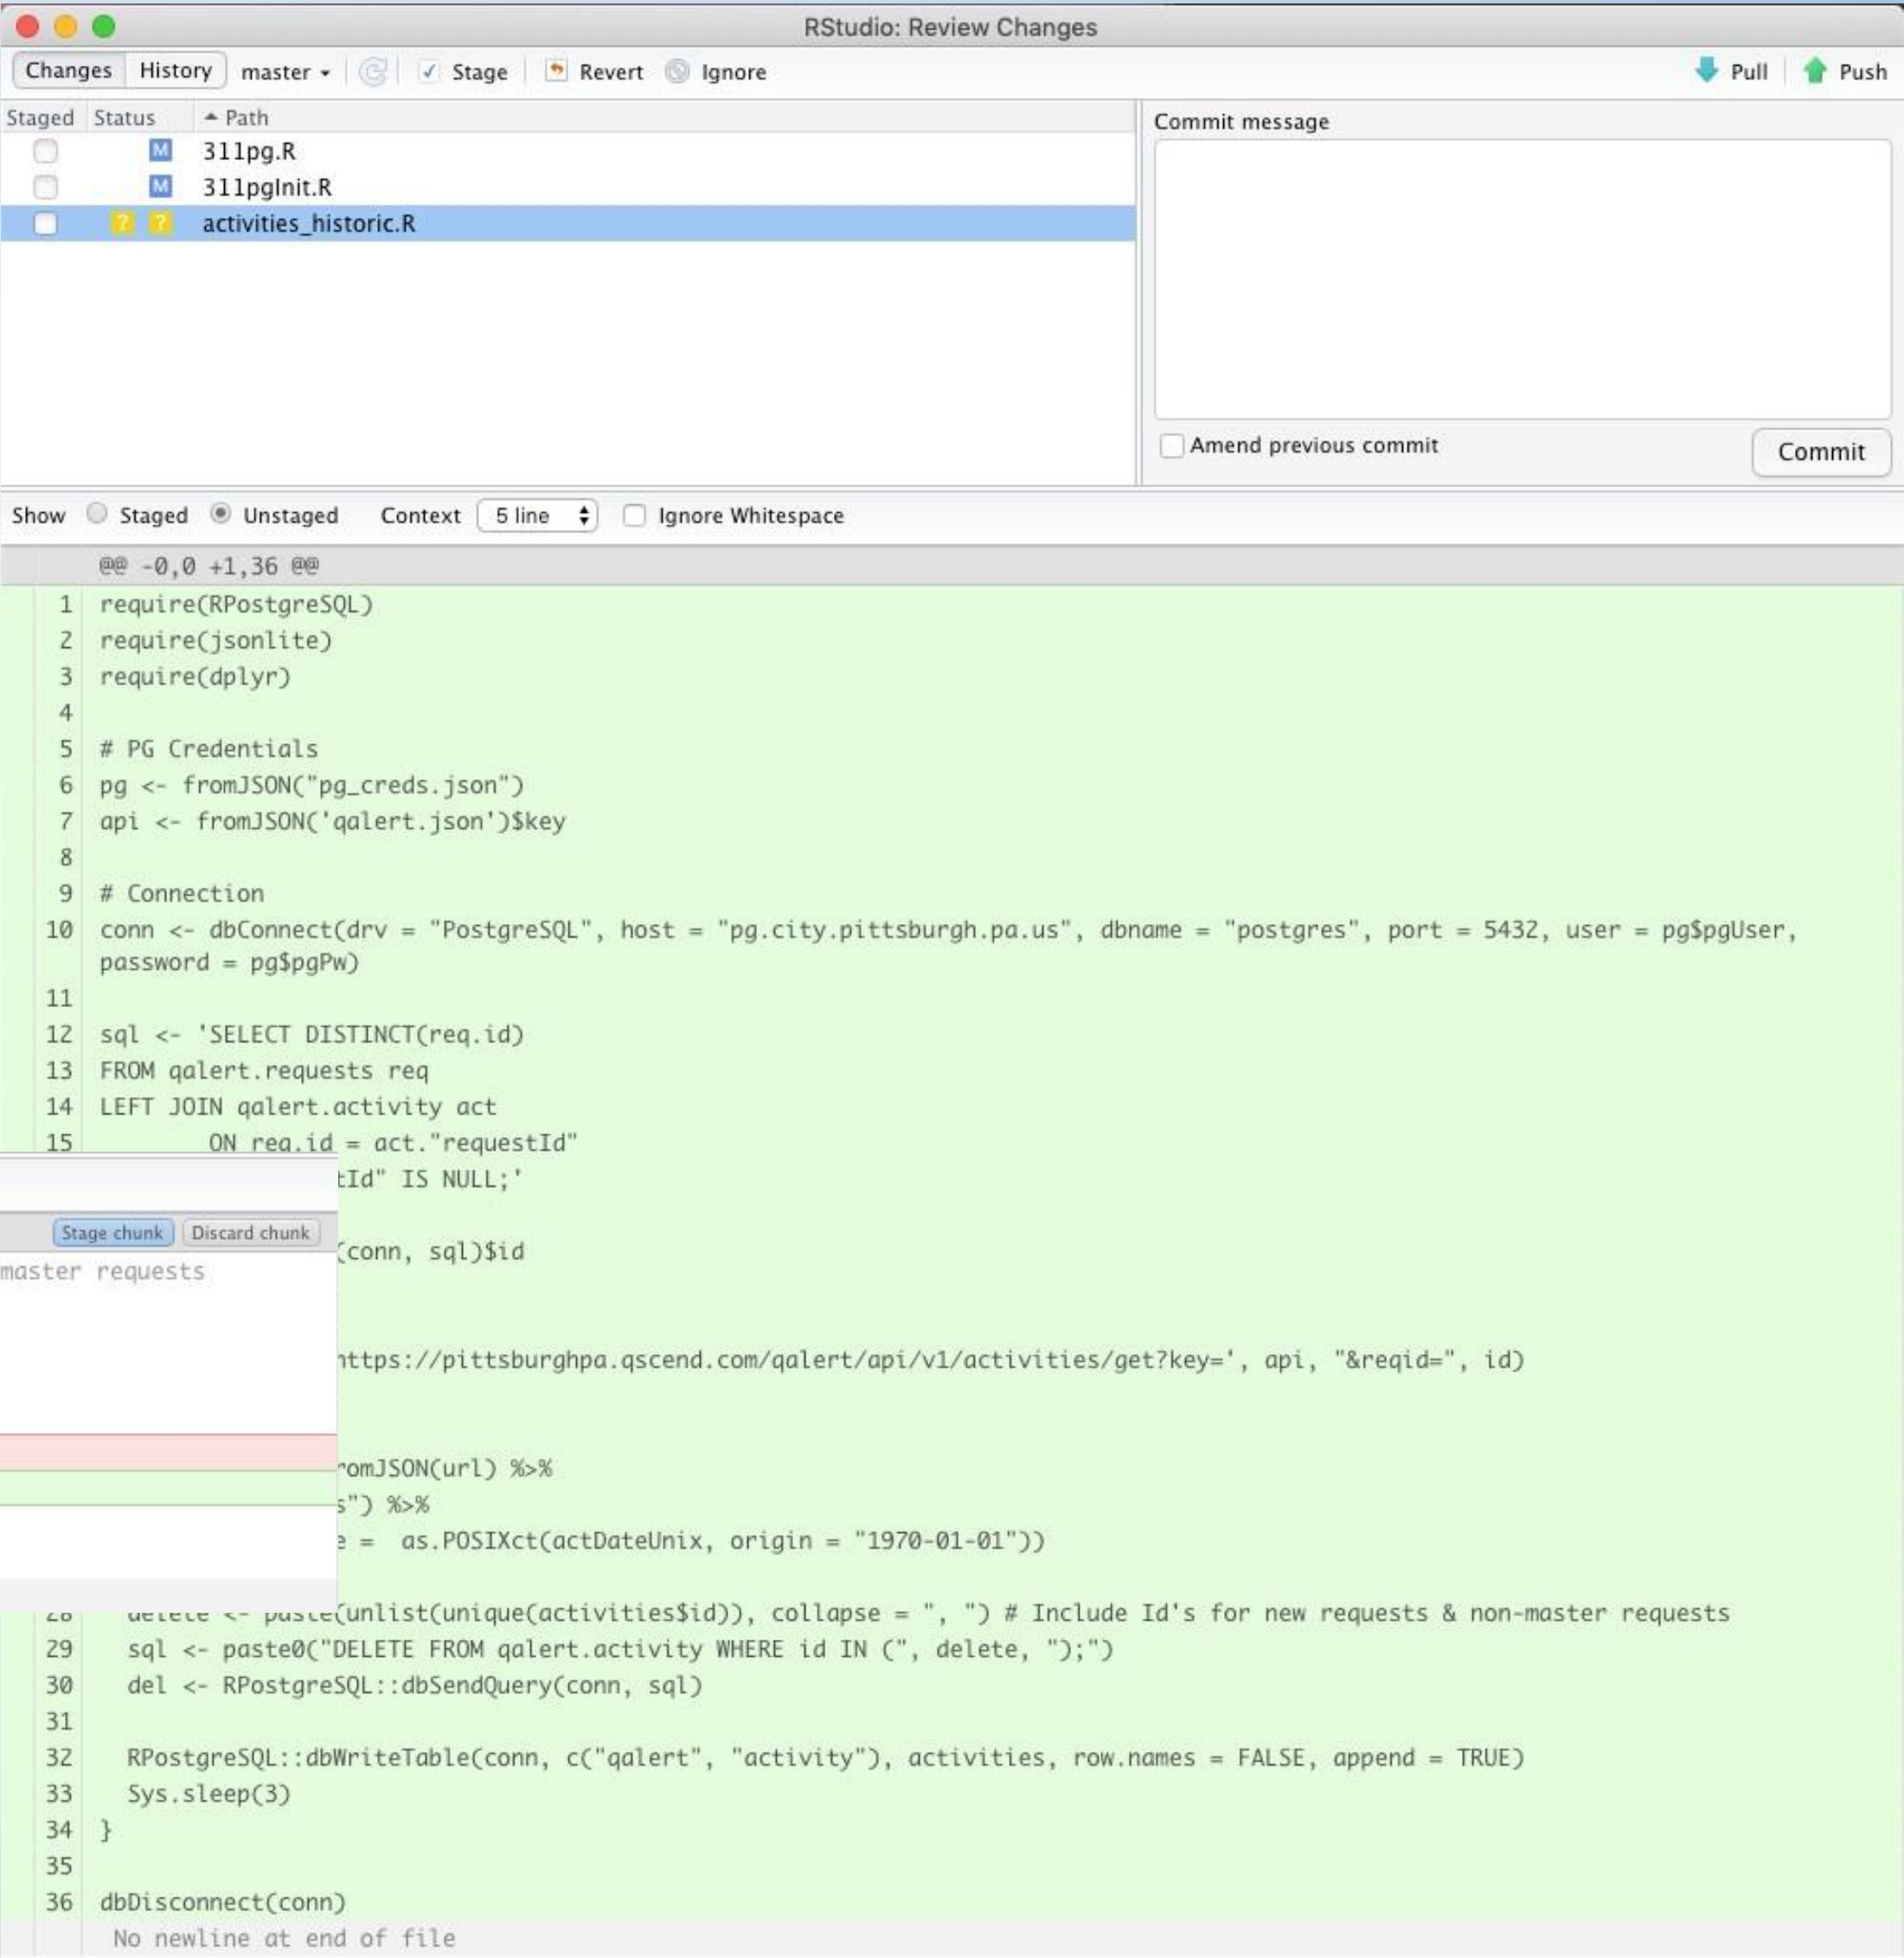 RStudio: Review Changes
Changes History master Stage Revert Ignore Pull Push
Staged Status Path
M 311pg.R
M 311pgInit.R
? ? activities_historic.R
Commit message
Amend previous commit
Commit
Show Staged Unstaged Context 5 line Ignore Whitespace
@@ -0,0 +1,36 @@
1 require(RPostgreSQL)
2 require(jsonlite)
3 require(dplyr)
4
5 # PG Credentials
6 pg <- fromJSON("pg_creds.json")
7 api <- fromJSON('qalert.json')$key
8
9 # Connection
10 conn <- dbConnect(drv = "PostgreSQL", host = "pg.city.pittsburgh.pa.us", dbname = "postgres", port = 5432, user = pg$pgUser,
password = pg$pgPw)
11
12 sql <- 'SELECT DISTINCT(req.id)
13 FROM qalert.requests req
14 LEFT JOIN qalert.activity act
15 ON req.id = act."requestId"
tId" IS NULL;'
Stage chunk Discard chunk
(conn, sql)$id
master requests
https://pittsburghpa.qscend.com/qalert/api/v1/activities/get?key=', api, "&reqid=", id)
romJSON(url) %>%
s") %>%
e = as.POSIXct(actDateUnix, origin = "1970-01-01"))
28 delete <- paste(unlist(unique(activities$id)), collapse = ", ") # Include Id's for new requests & non-master requests
29 sql <- paste0("DELETE FROM qalert.activity WHERE id IN (", delete, ");")
30 del <- RPostgreSQL::dbSendQuery(conn, sql)
31
32 RPostgreSQL::dbWriteTable(conn, c("qalert", "activity"), activities, row.names = FALSE, append = TRUE)
33 Sys.sleep(3)
34 }
35
36 dbDisconnect(conn)
No newline at end of file